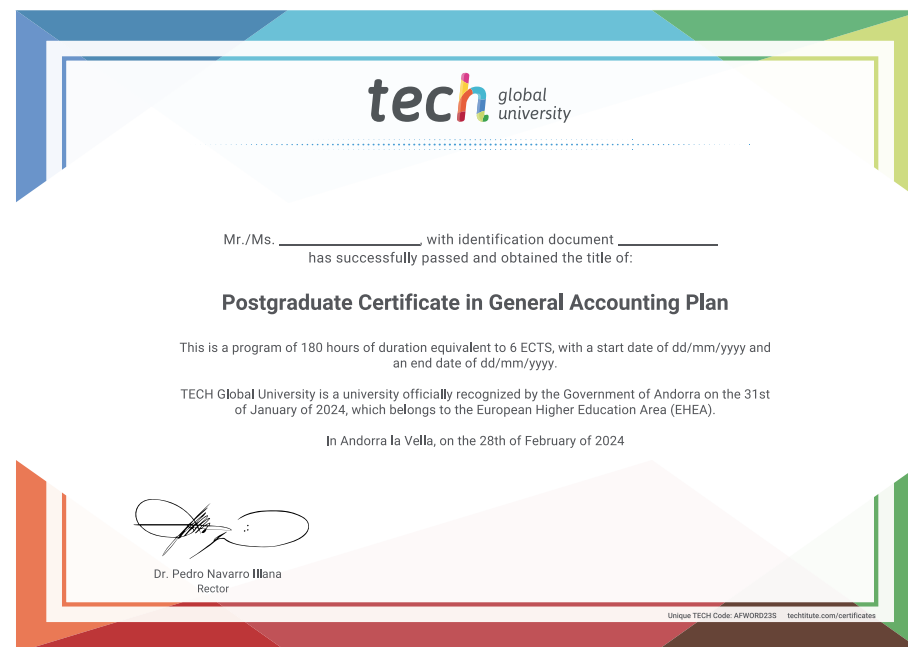 tech global university
Mr./Ms. ____________________, with identification document ______________
has successfully passed and obtained the title of:
Postgraduate Certificate in General Accounting Plan
This is a program of 180 hours of duration equivalent to 6 ECTS, with a start date of dd/mm/yyyy and
an end date of dd/mm/yyyy.
TECH Global University is a university officially recognized by the Government of Andorra on the 31st
of January of 2024, which belongs to the European Higher Education Area (EHEA).
In Andorra la Vella, on the 28th of February of 2024
Dr. Pedro Navarro Illana
Rector
Unique TECH Code: AFWORD23S techtitute.com/certificates